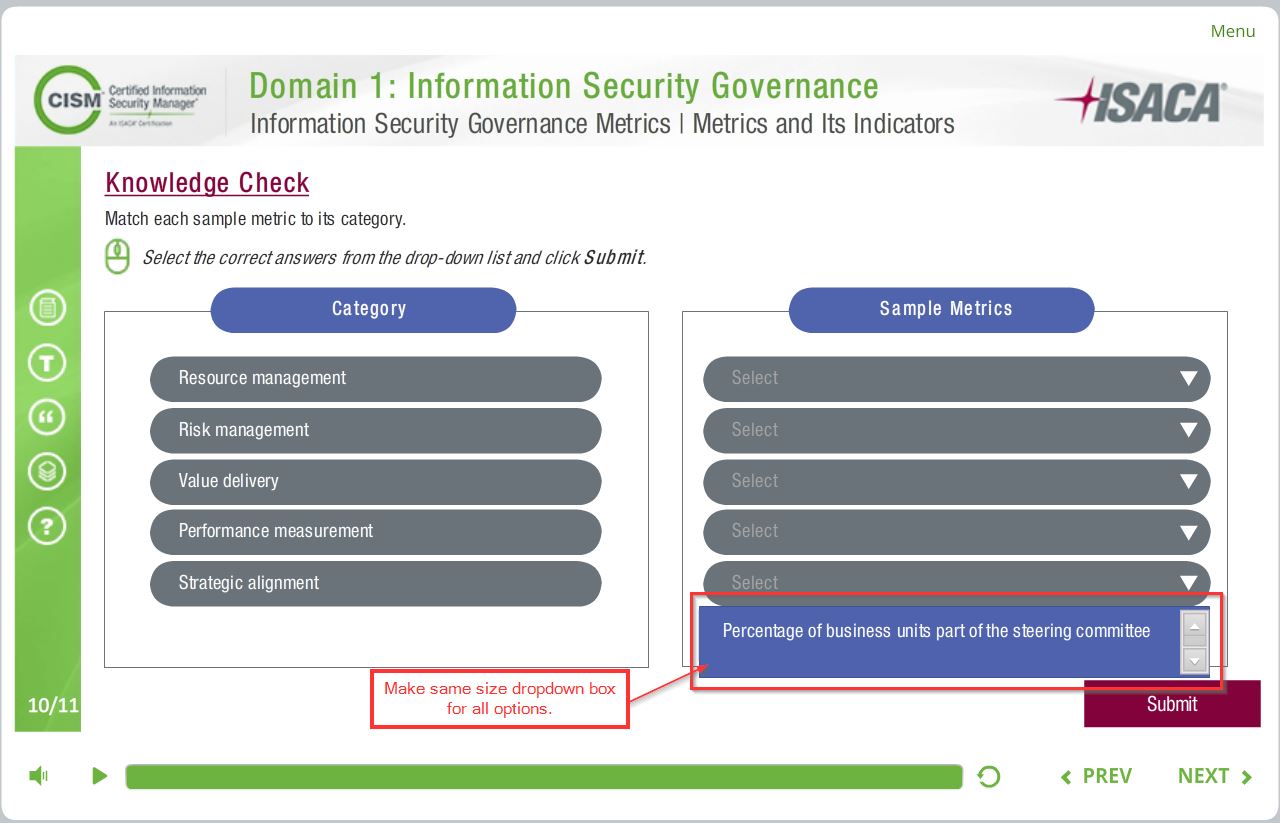 Menu
CISM
Certified Information
Security Manager®
An ISACA® Certification
Domain 1: Information Security Governance
Information Security Governance Metrics | Metrics and Its Indicators
ISACA®
Knowledge Check
Match each sample metric to its category.
Select the correct answers from the drop-down list and click Submit.
Category
Resource management
Risk management
Value delivery
Performance measurement
Strategic alignment
Sample Metrics
Select
Select
Select
Select
Select
Percentage of business units part of the steering committee
Make same size dropdown box
for all options.
T
“
?
10/11
Submit
PREV
NEXT